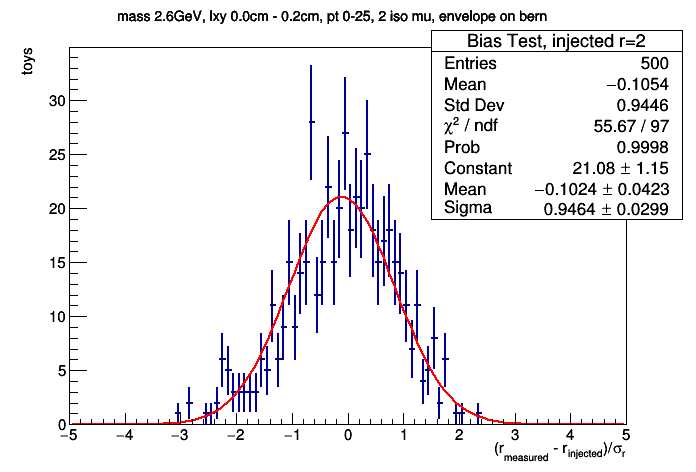 mass 2.6GeV, lxy 0.0cm - 0.2cm, pt 0-25, 2 iso mu, envelope on bern
Bias Test, injected r=2
Entries 500
Mean −0.1054
Std Dev 0.9446
χ² / ndf 55.67 / 97
Prob 0.9998
Constant 21.08 ± 1.15
Mean −0.1024 ± 0.0423
Sigma 0.9464 ± 0.0299
toys
30
25
20
15
10
5
0
−5 −4 −3 −2 −1 0 1 2 3 4 5
(r_measured - r_injected)/σ_r